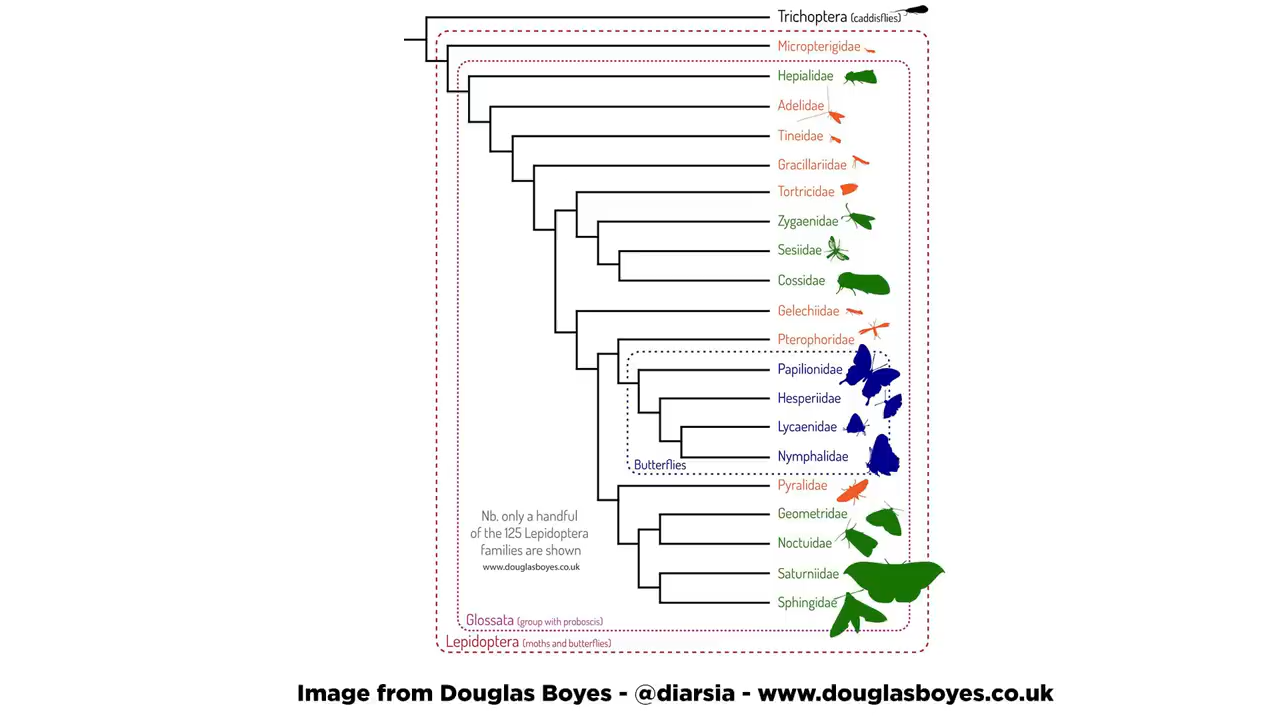 Trichoptera (caddisflies)
Micropterigidae
Hepialidae
Adelidae
Tineidae
Gracillariidae
Tortricidae
Zygaenidae
Sesiidae
Cossidae
Gelechiidae
Pterophoridae
Papilionidae
Hesperiidae
Lycaenidae
Nymphalidae
Butterflies
Pyralidae
Geometridae
Noctuidae
Saturniidae
Sphingidae
Nb. only a handful
of the 125 Lepidoptera
families are shown
www.douglasboyes.co.uk
Glossata (group with proboscis)
Lepidoptera (moths and butterflies)
Image from Douglas Boyes - @diarsia - www.douglasboyes.co.uk